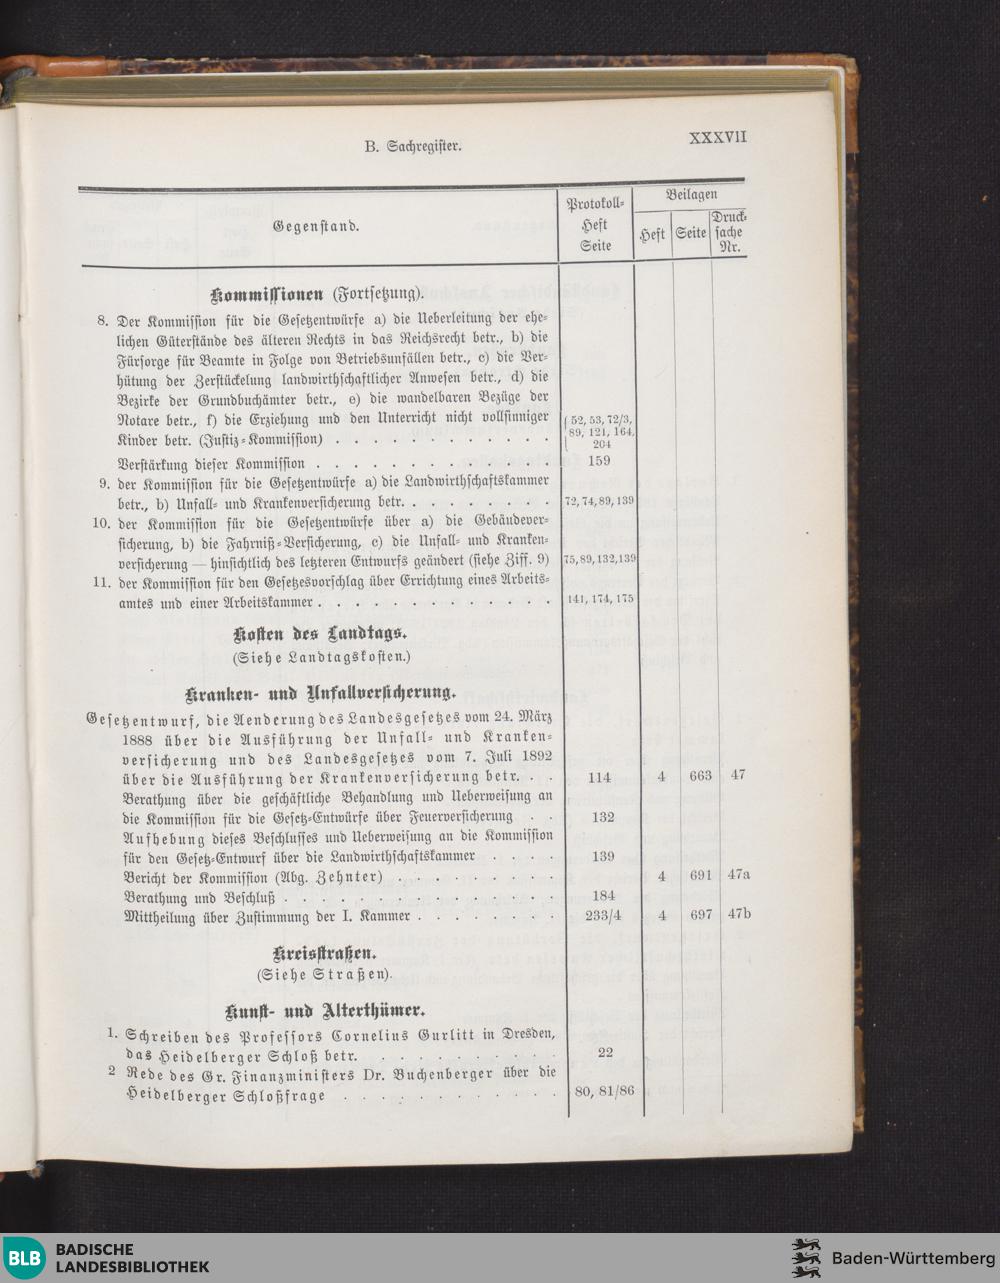 B. Sachregister.
XXXVII
Gegenstand.
Protokoll-
Heft
Seite
Beilagen
Heft
Seite
Druck-
sache
Nr.
Kommissionen (Fortsetzung).
8. Der Kommission für die Gesetzentwürfe a) die Ueberleitung der ehe-
lichen Güterstände des älteren Rechts in das Reichsrecht betr., b) die
Fürsorge für Beamte in Folge von Betriebsunfällen betr., c) die Ver-
hütung der Zerstückelung landwirthschaftlicher Anwesen betr., d) die
Bezirke der Grundbuchämter betr., e) die wandelbaren Bezüge der
Notare betr., f) die Erziehung und den Unterricht nicht vollsinniger
Kinder betr. (Justiz-Kommission) . . . . . . . . . . . .
52, 53, 72/3,
89, 121, 164,
204
Verstärkung dieser Kommission . . . . . . . . . . . . . 159
9. der Kommission für die Gesetzentwürfe a) die Landwirthschaftskammer
betr., b) Unfall- und Krankenversicherung betr. . . . . . . . . 72, 74, 89, 139
10. der Kommission für die Gesetzentwürfe über a) die Gebäudever-
sicherung, b) die Fahrniß-Versicherung, c) die Unfall- und Kranken-
versicherung — hinsichtlich des letzteren Entwurfs geändert (siehe Ziff. 9) 75, 89, 132, 139
11. der Kommission für den Gesetzesvorschlag über Errichtung eines Arbeits-
amtes und einer Arbeitskammer . . . . . . . . . . . . . 141, 174, 175
Kosten des Landtags.
(Siehe Landtagskosten.)
Kranken- und Unfallversicherung.
Gesetzentwurf, die Aenderung des Landesgesetzes vom 24. März
1888 über die Ausführung der Unfall- und Kranken-
versicherung und des Landesgesetzes vom 7. Juli 1892
über die Ausführung der Krankenversicherung betr. . . 114 4 663 47
Berathung über die geschäftliche Behandlung und Ueberweisung an
die Kommission für die Gesetz-Entwürfe über Feuerversicherung . . 132
Aufhebung dieses Beschlusses und Ueberweisung an die Kommission
für den Gesetz-Entwurf über die Landwirthschaftskammer . . . . 139
Bericht der Kommission (Abg. Zehnter) . . . . . . . . . 4 691 47a
Berathung und Beschluß . . . . . . . . . . . . . . . 184
Mittheilung über Zustimmung der I. Kammer . . . . . . . . 233/4 4 697 47b
Kreisstraßen.
(Siehe Straßen).
Kunst- und Alterthümer.
1. Schreiben des Professors Cornelius Gurlitt in Dresden,
das Heidelberger Schloß betr. . . . . . . . . . . 22
2 Rede des Gr. Finanzministers Dr. Buchenberger über die
Heidelberger Schloßfrage . . . . . . . . . . . . 80, 81/86
BLB
BADISCHE
LANDESBIBLIOTHEK
Baden-Württemberg